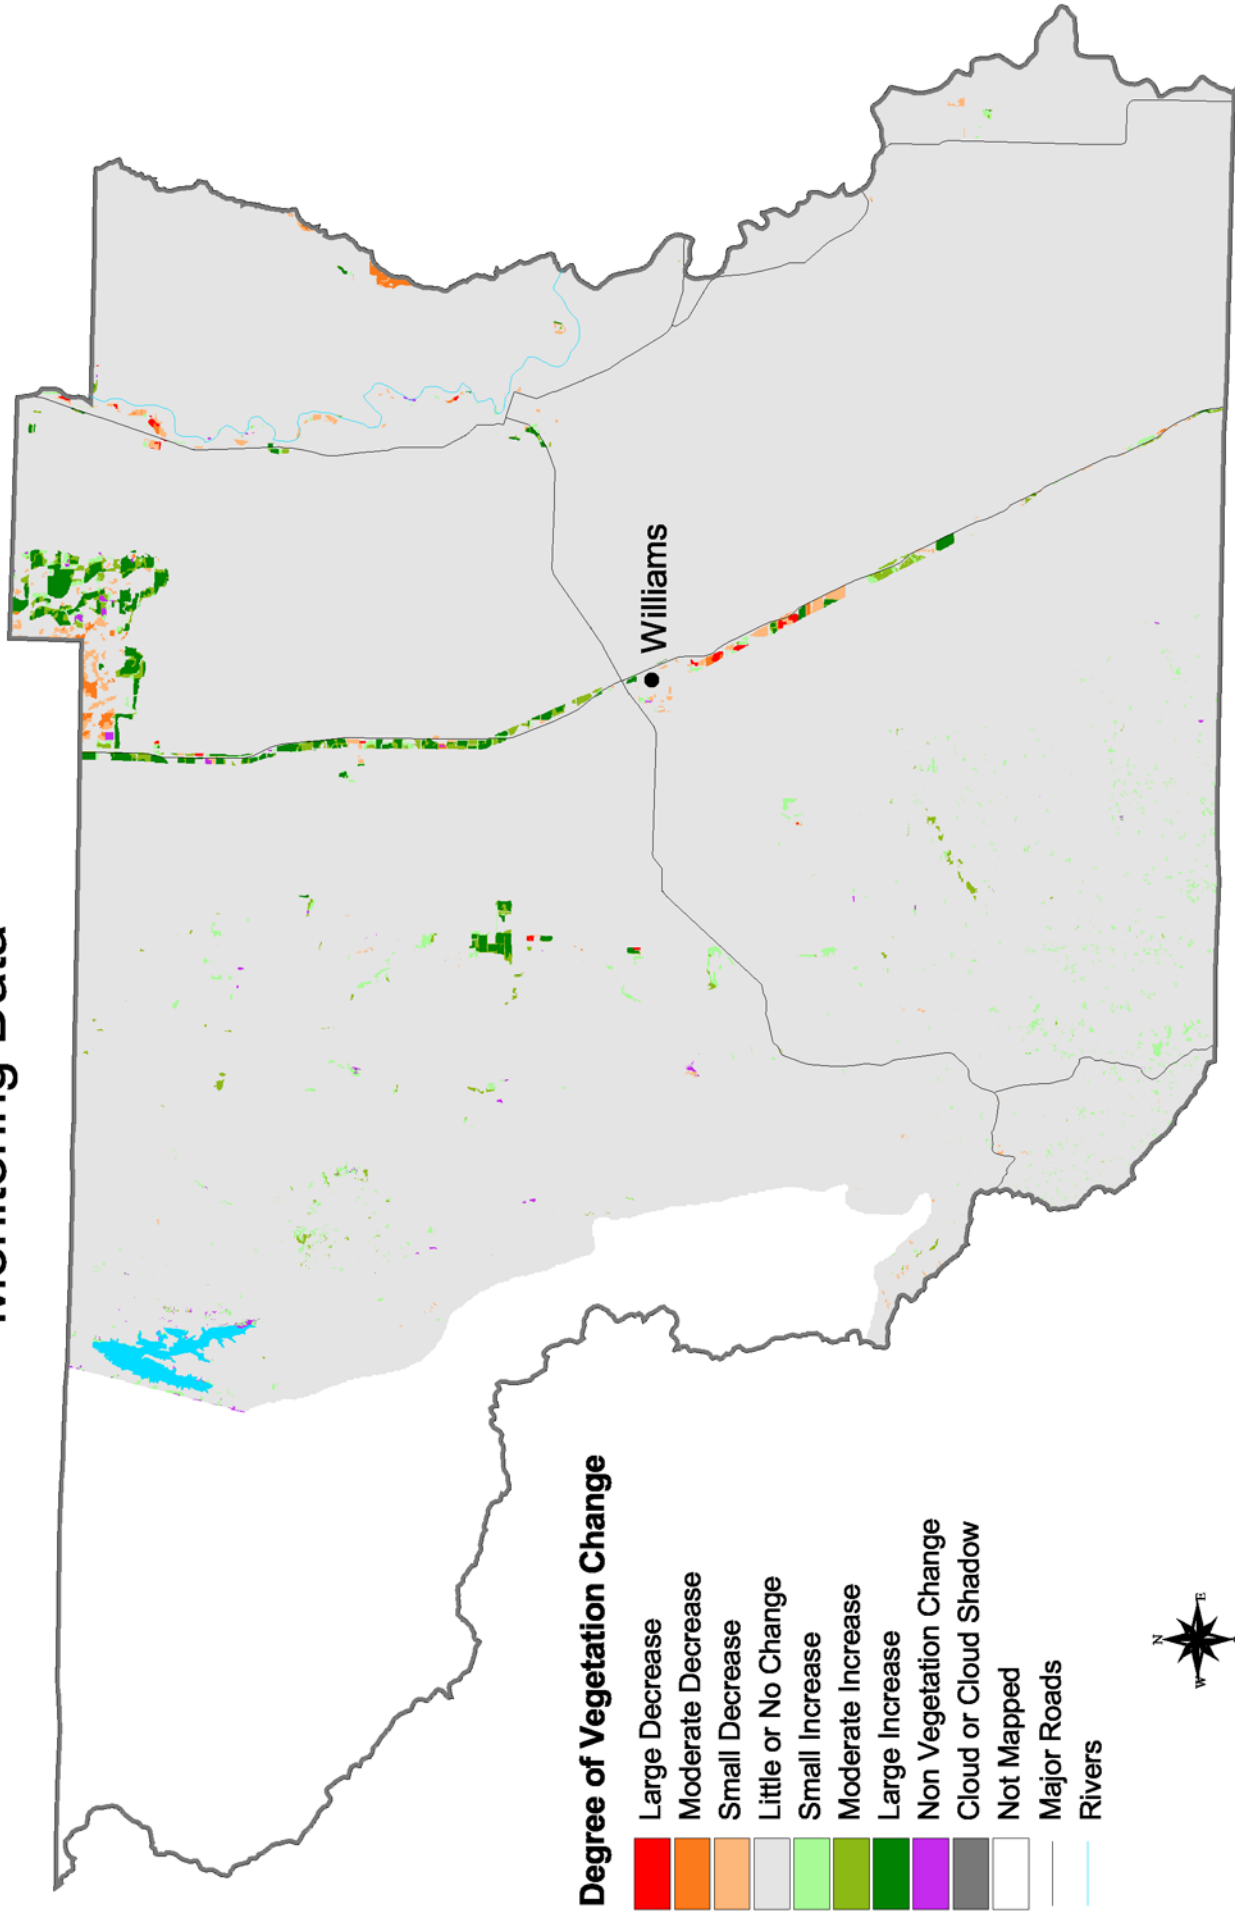 Monitoring Data
Williams
Degree of Vegetation Change
Large Decrease
Moderate Decrease
Small Decrease
Little or No Change
Small Increase
Moderate Increase
Large Increase
Non Vegetation Change
Cloud or Cloud Shadow
Not Mapped
Major Roads
Rivers
N
W
E